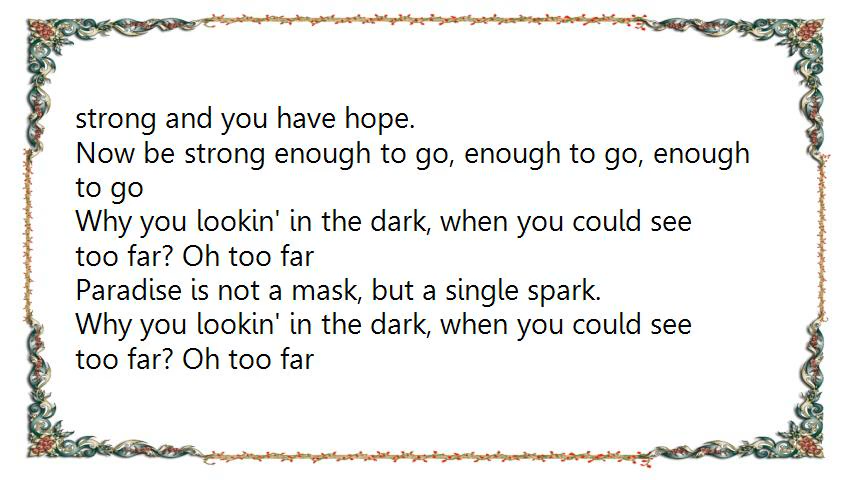 strong and you have hope.
Now be strong enough to go, enough to go, enough
to go
Why you lookin' in the dark, when you could see
too far? Oh too far
Paradise is not a mask, but a single spark.
Why you lookin' in the dark, when you could see
too far? Oh too far